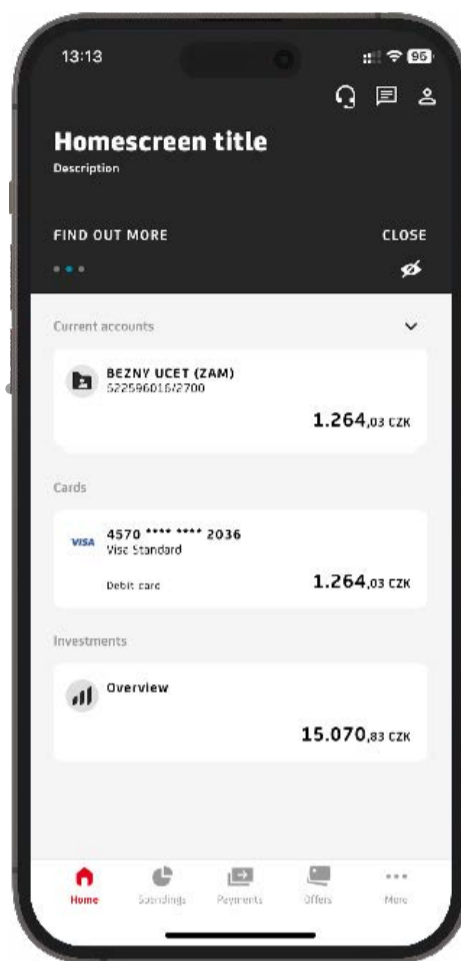 13:13
95
Homescreen title
Description
FIND OUT MORE
CLOSE
Current accounts
BEZNY UCET (ZAM)
522596016/2700
1.264,03 CZK
Cards
VISA
4570 **** **** 2036
Visa Standard
Debit card
1.264,03 CZK
Investments
Overview
15.070,83 CZK
Home
Spendings
Payments
Offers
More